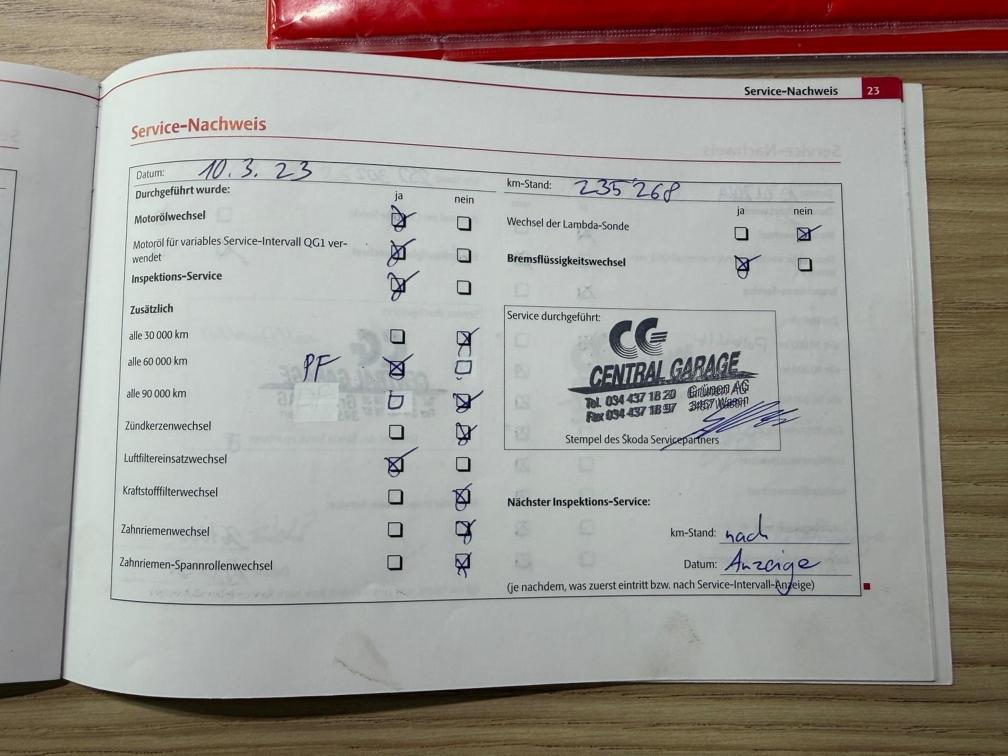 Service-Nachweis 23
Service-Nachweis
Datum: 10. 3. 23
km-Stand: 235'268
Durchgeführt wurde:
ja nein
ja nein
Motorölwechsel
Wechsel der Lambda-Sonde
Motoröl für variables Service-Intervall QG1 ver-
wendet
Bremsflüssigkeitswechsel
Inspektions-Service
Zusätzlich
alle 30 000 km
alle 60 000 km
PF
alle 90 000 km
Zündkerzenwechsel
Luftfiltereinsatzwechsel
Kraftstofffilterwechsel
Zahnriemenwechsel
Zahnriemen-Spannrollenwechsel
Service durchgeführt:
CG
CENTRAL GARAGE
Tel. 034 437 18 20 Grünen AG
Fax 034 437 18 97 3457 Wasen
Stempel des Škoda Servicepartners
Nächster Inspektions-Service:
km-Stand: nach
Datum: Anzeige
(je nachdem, was zuerst eintritt bzw. nach Service-Intervall-Anzeige)